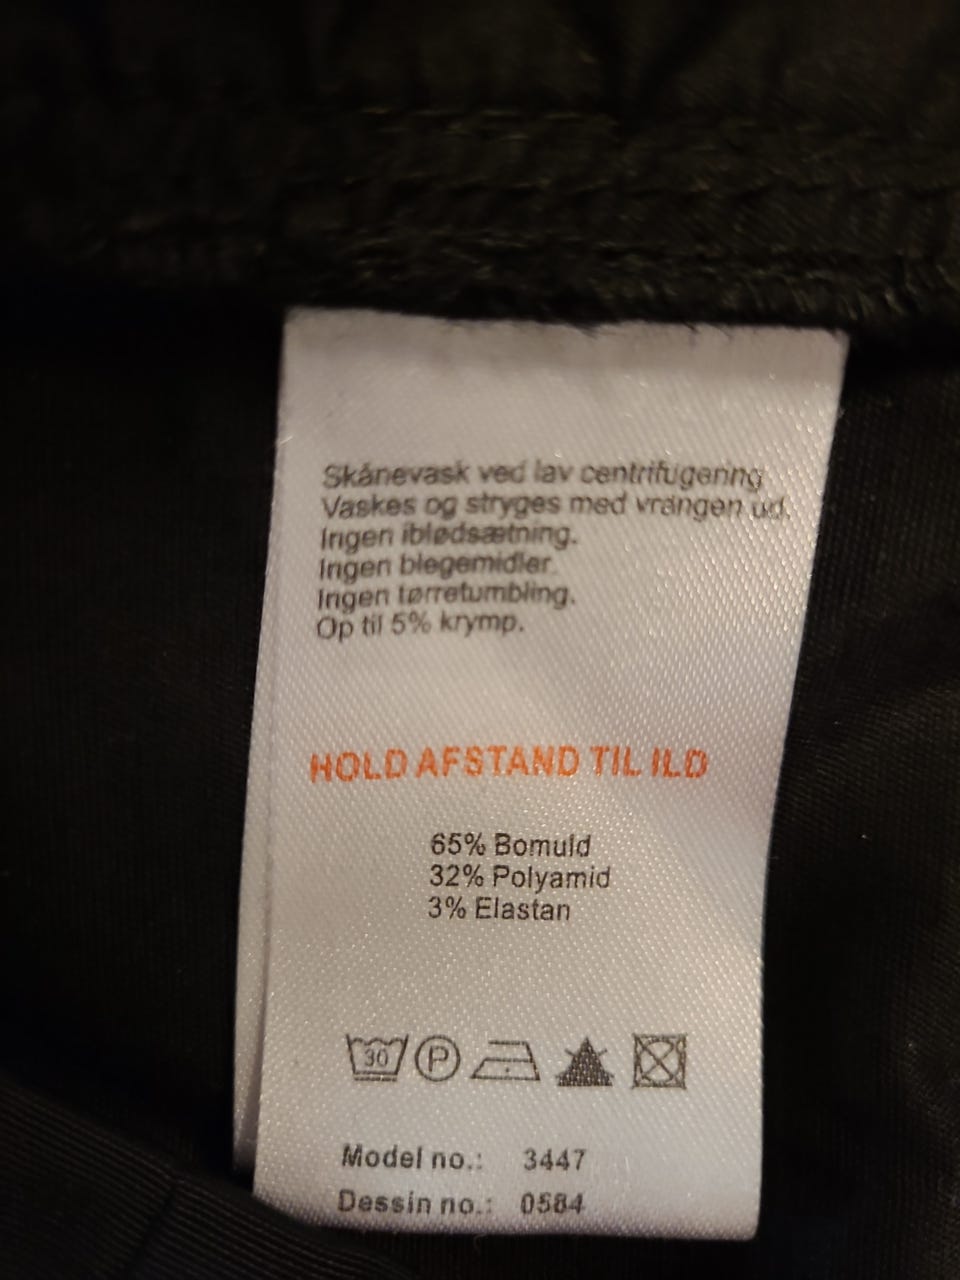 Skånevask ved lav centrifugering
Vaskes og stryges med vrangen ud.
Ingen iblødsætning.
Ingen blegemidler.
Ingen tørretumbling.
Op til 5% krymp.
HOLD AFSTAND TIL ILD
65% Bomuld
32% Polyamid
3% Elastan
30 P
Model no.: 3447
Dessin no.: 0584